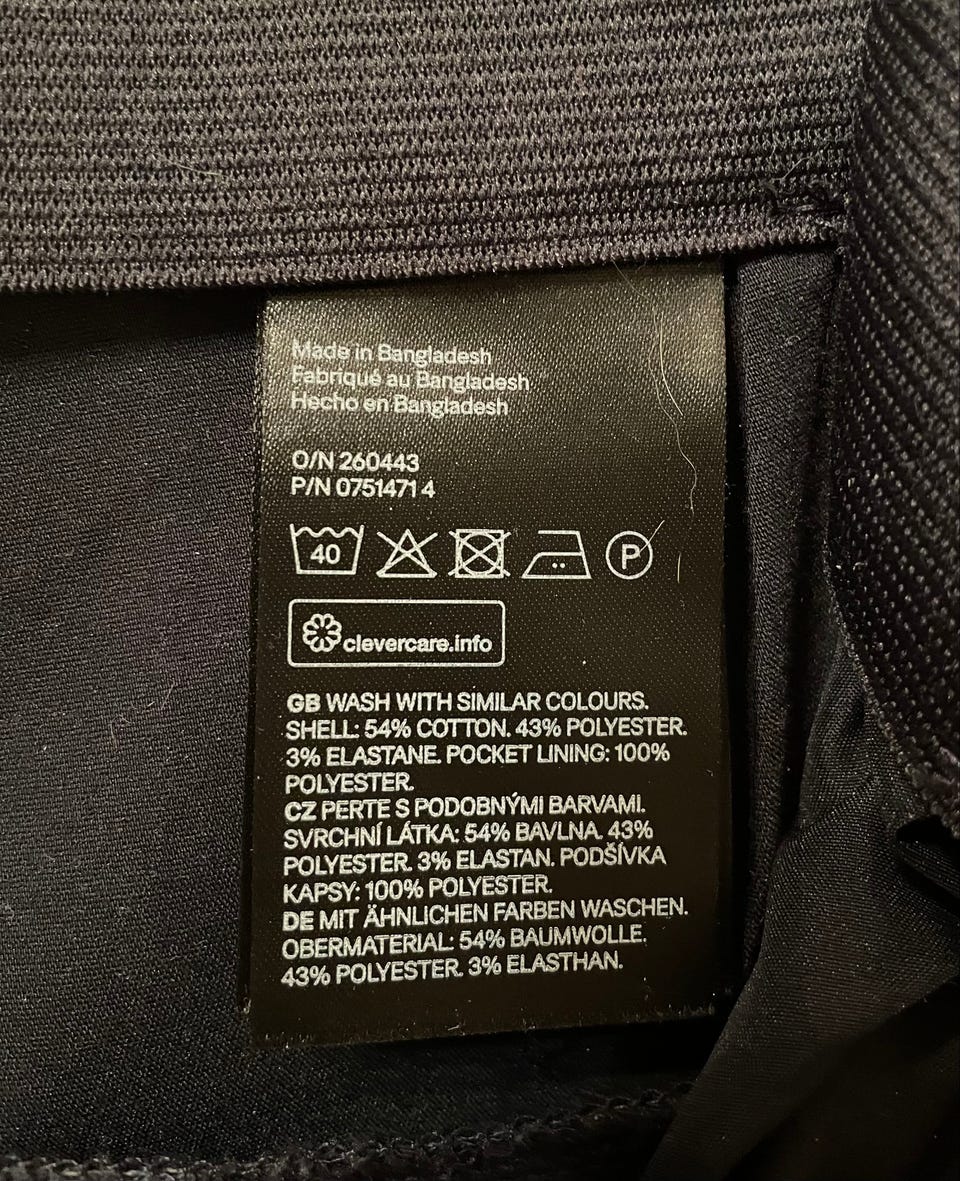 Made in Bangladesh
Fabriqué au Bangladesh
Hecho en Bangladesh
O/N 260443
P/N 0751471 4
40 P
clevercare.info
GB WASH WITH SIMILAR COLOURS.
SHELL: 54% COTTON. 43% POLYESTER.
3% ELASTANE. POCKET LINING: 100%
POLYESTER.
CZ PERTE S PODOBNÝMI BARVAMI.
SVRCHNÍ LÁTKA: 54% BAVLNA. 43%
POLYESTER. 3% ELASTAN. PODŠÍVKA
KAPSY: 100% POLYESTER.
DE MIT ÄHNLICHEN FARBEN WASCHEN.
OBERMATERIAL: 54% BAUMWOLLE.
43% POLYESTER. 3% ELASTHAN.